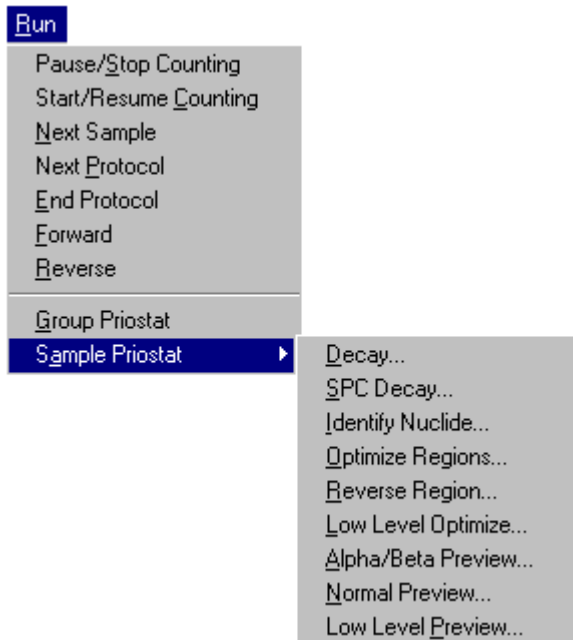 Run
Pause/Stop Counting
Start/Resume Counting
Next Sample
Next Protocol
End Protocol
Forward
Reverse
Group Priostat
Sample Priostat
Decay...
SPC Decay...
Identify Nuclide...
Optimize Regions...
Reverse Region...
Low Level Optimize...
Alpha/Beta Preview...
Normal Preview...
Low Level Preview...